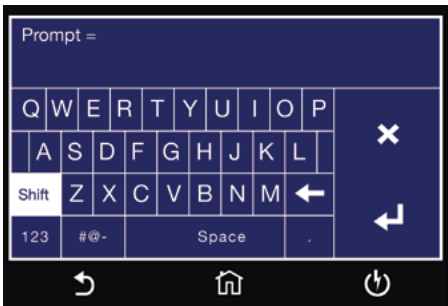 Prompt =
Q W E R T Y U I O P
A S D F G H J K L
Shift Z X C V B N M
123 #@- Space .